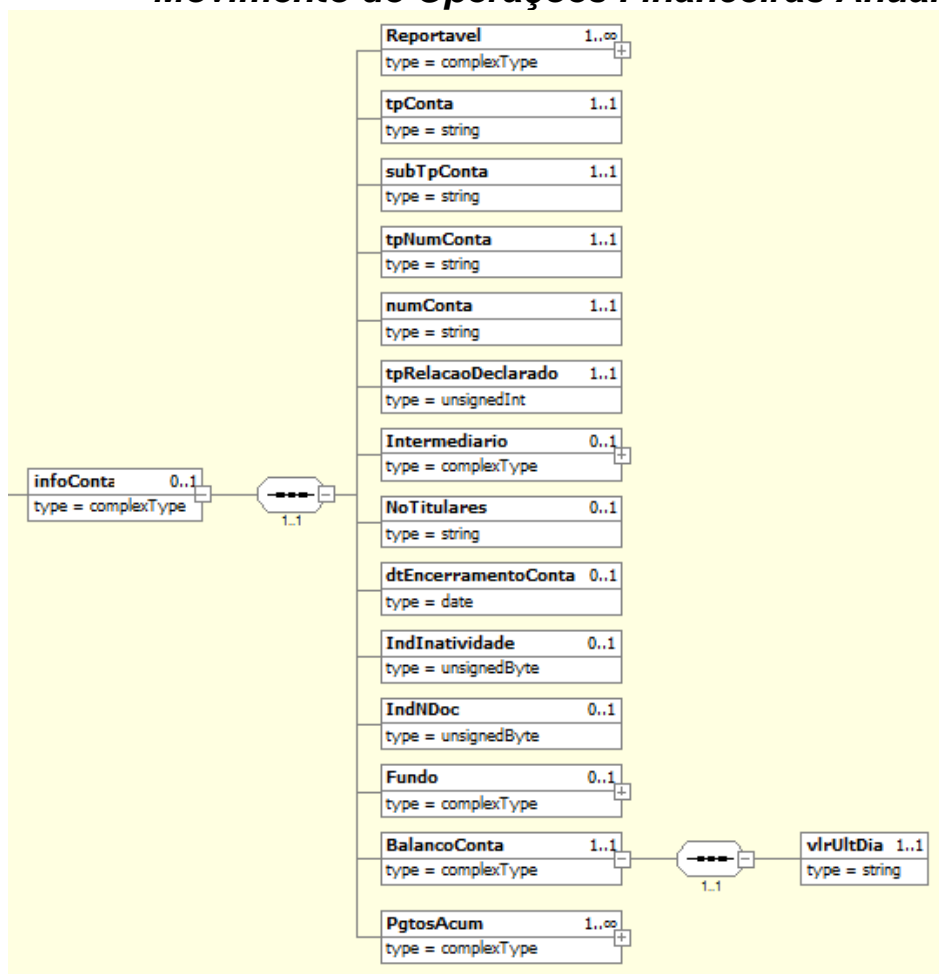 Movimento de Operações Financeiras Anual
Reportavel 1..∞
type = complexType
tpConta 1..1
type = string
subTpConta 1..1
type = string
tpNumConta 1..1
type = string
numConta 1..1
type = string
tpRelacaoDeclarado 1..1
type = unsignedInt
Intermediario 0..1
type = complexType
infoConta 0..1
type = complexType
1..1
NoTitulares 0..1
type = string
dtEncerramentoConta 0..1
type = date
IndInatividade 0..1
type = unsignedByte
IndNDoc 0..1
type = unsignedByte
Fundo 0..1
type = complexType
BalancoConta 1..1
type = complexType
1..1
vlrUltDia 1..1
type = string
PgtosAcum 1..∞
type = complexType